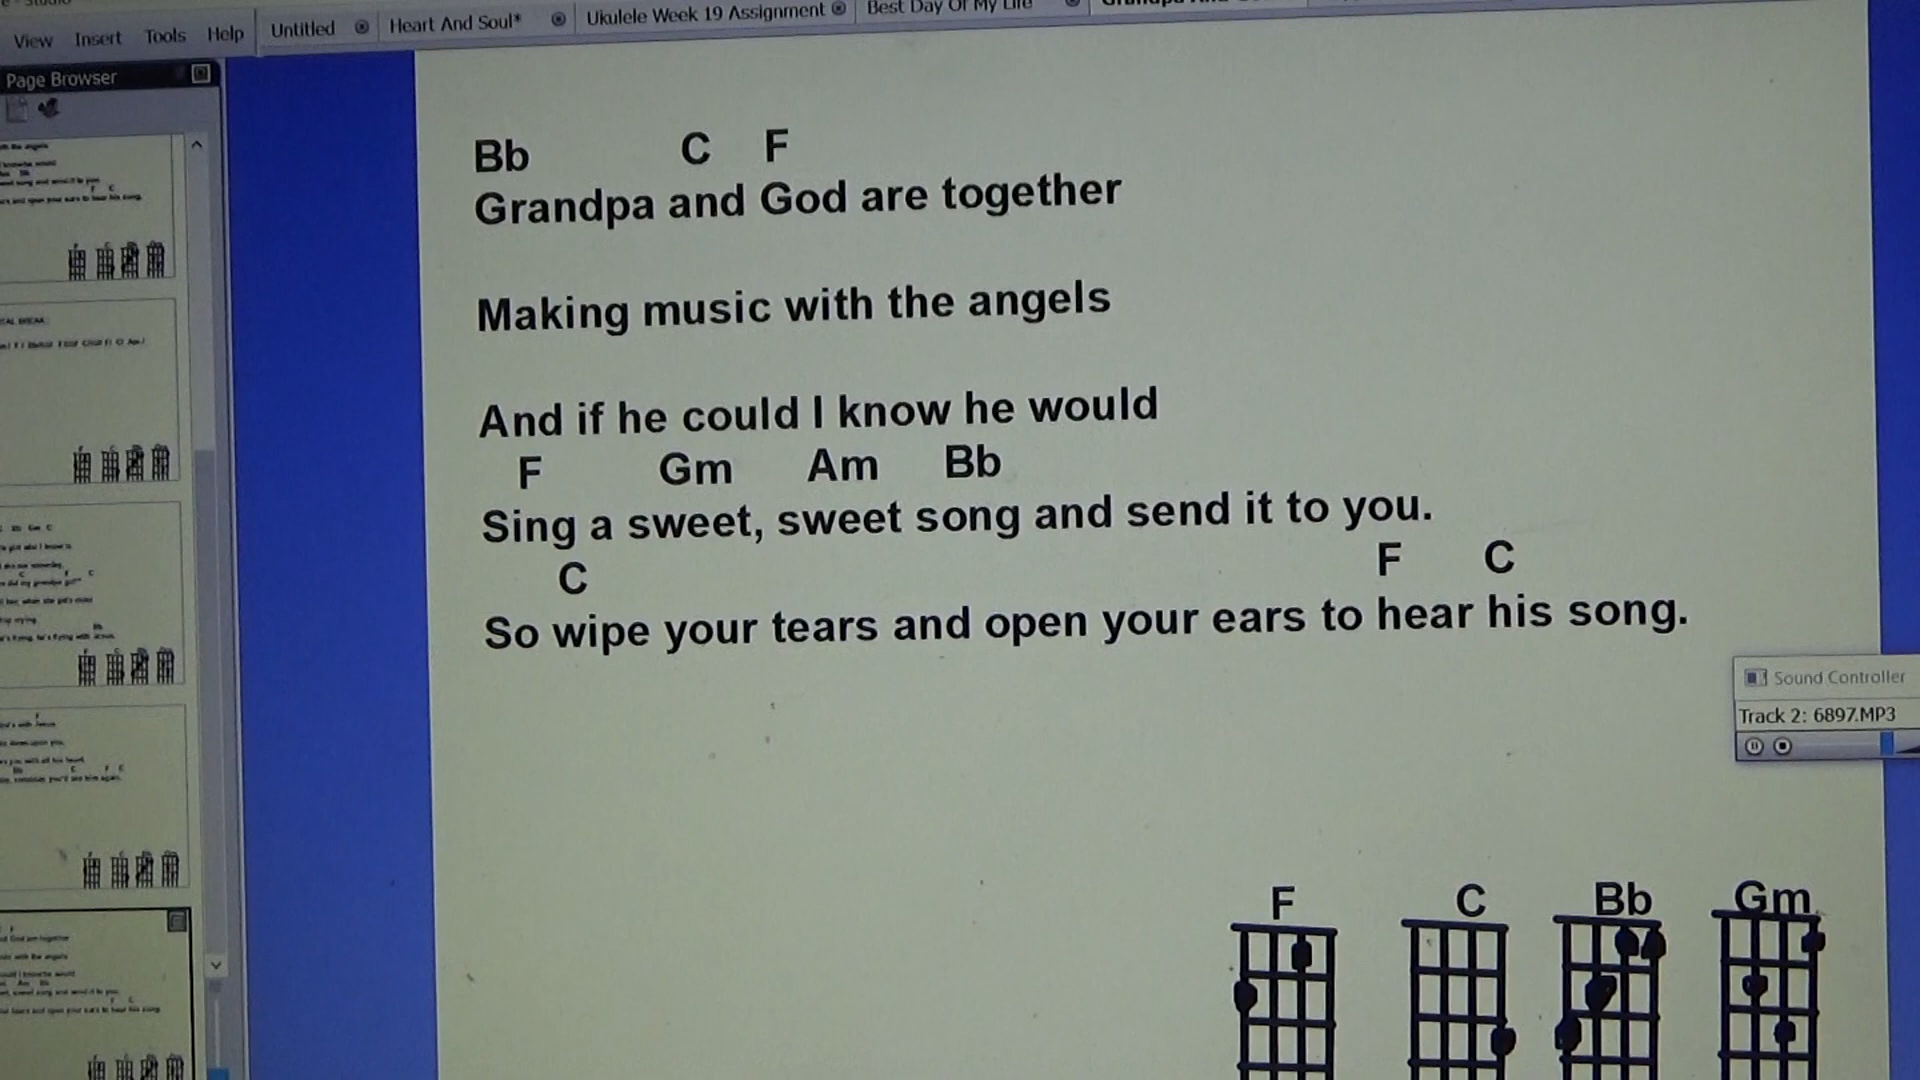 View Insert Tools Help Untitled Heart And Soul* Ukulele Week 19 Assignment Best Day Of My Life
Page Browser
Bb C F
Grandpa and God are together
Making music with the angels
And if he could I know he would
F Gm Am Bb
Sing a sweet, sweet song and send it to you.
C F C
So wipe your tears and open your ears to hear his song.
Sound Controller
Track 2: 6897.MP3
F C Bb Gm